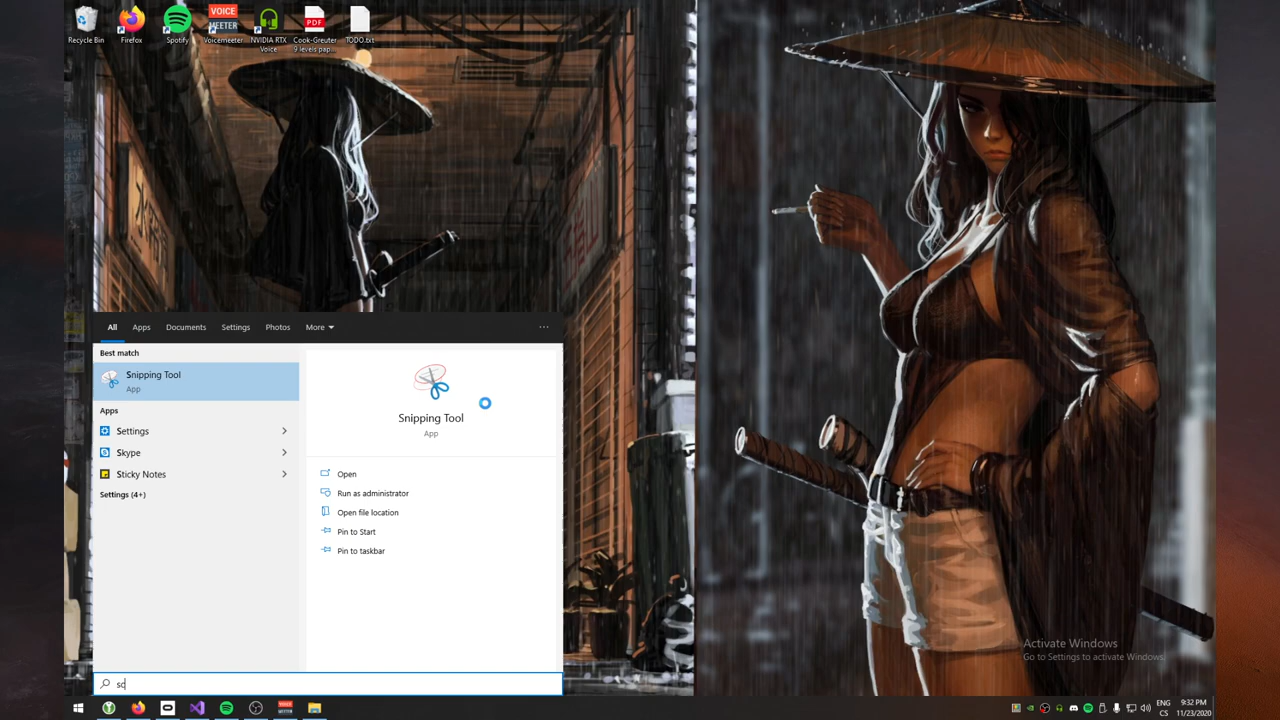 VOICE
MEETER
PDF
Recycle Bin
Firefox
Spotify
Voicemeeter
NVIDIA RTX
Voice
Cook-Greuter
9 levels pap...
TODO.txt
All
Apps
Documents
Settings
Photos
More
Best match
Snipping Tool
App
Apps
Settings
Skype
Sticky Notes
Settings (4+)
Snipping Tool
App
Open
Run as administrator
Open file location
Pin to Start
Pin to taskbar
Activate Windows
Go to Settings to activate Windows.
sc
ENG
CS
9:32 PM
11/23/2020